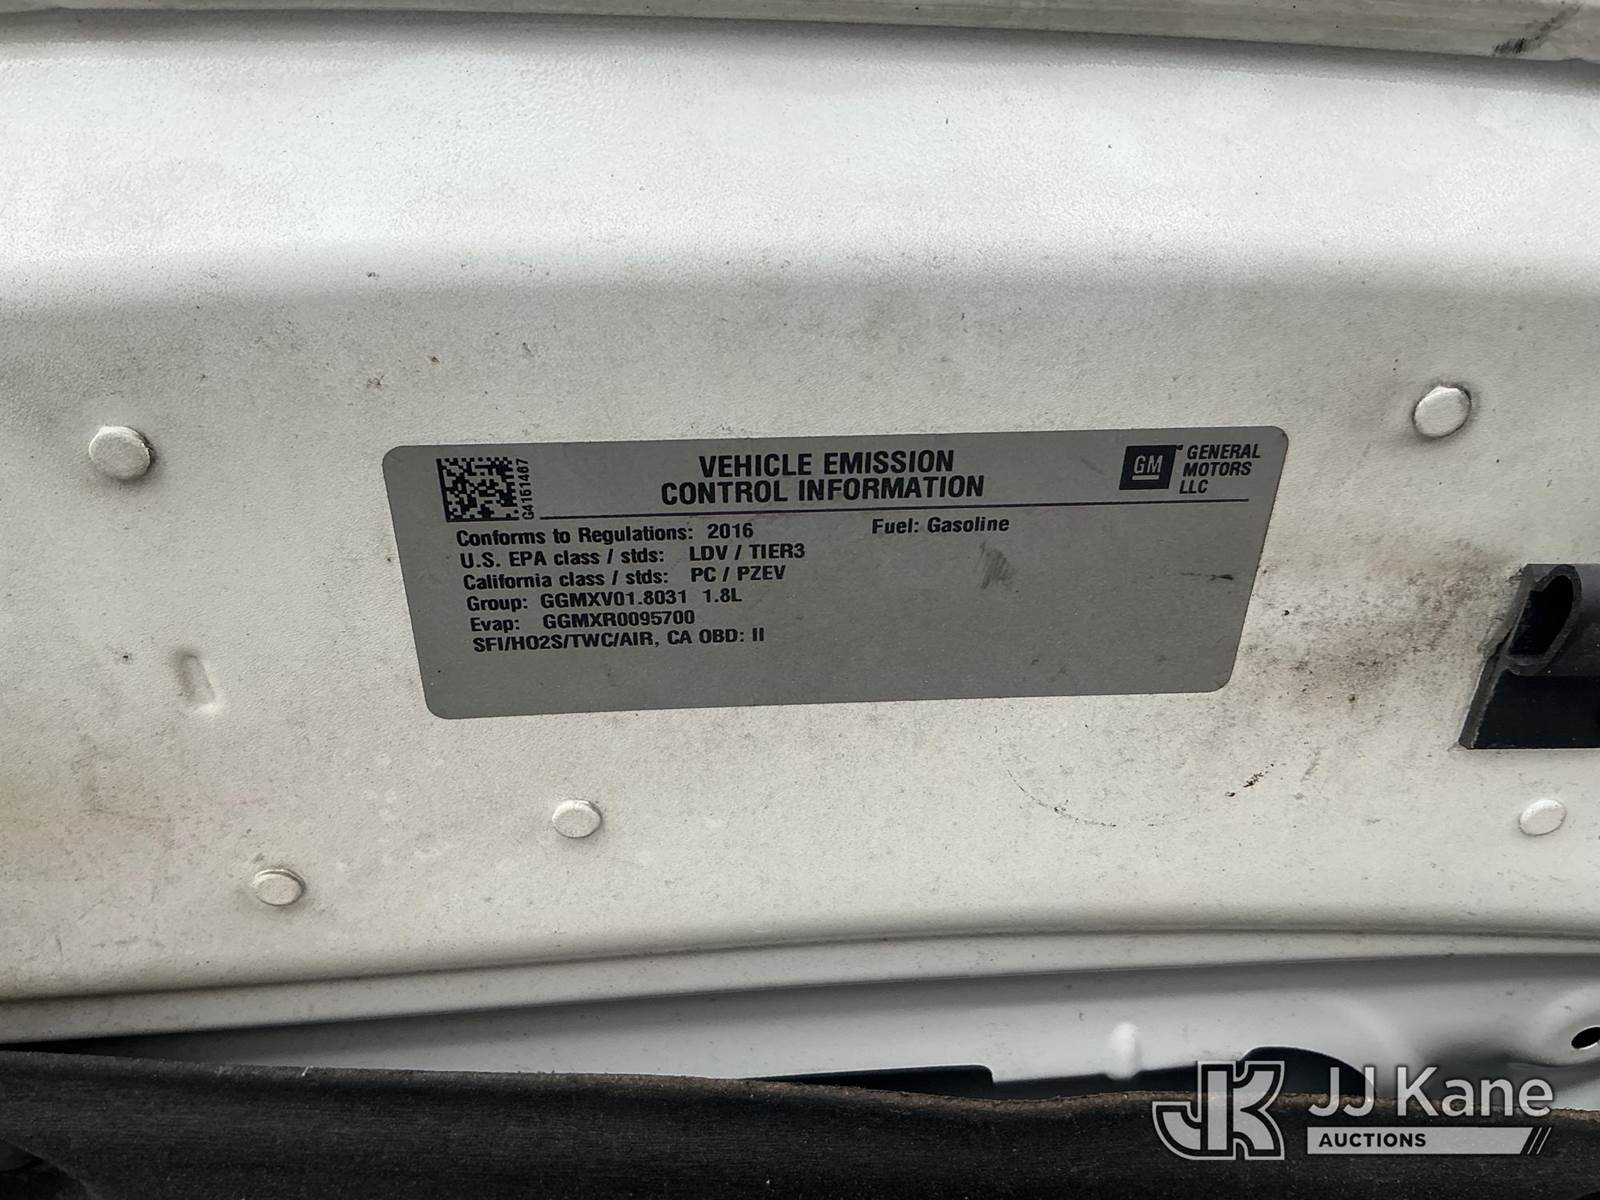 G4161467
VEHICLE EMISSION
CONTROL INFORMATION
GM
GENERAL
MOTORS
LLC
Conforms to Regulations: 2016 Fuel: Gasoline
U.S. EPA class / stds: LDV / TIER3
California class / stds: PC / PZEV
Group: GGMXV01.8031 1.8L
Evap: GGMXR0095700
SFI/HO2S/TWC/AIR, CA OBD: II
JK JJ Kane
AUCTIONS